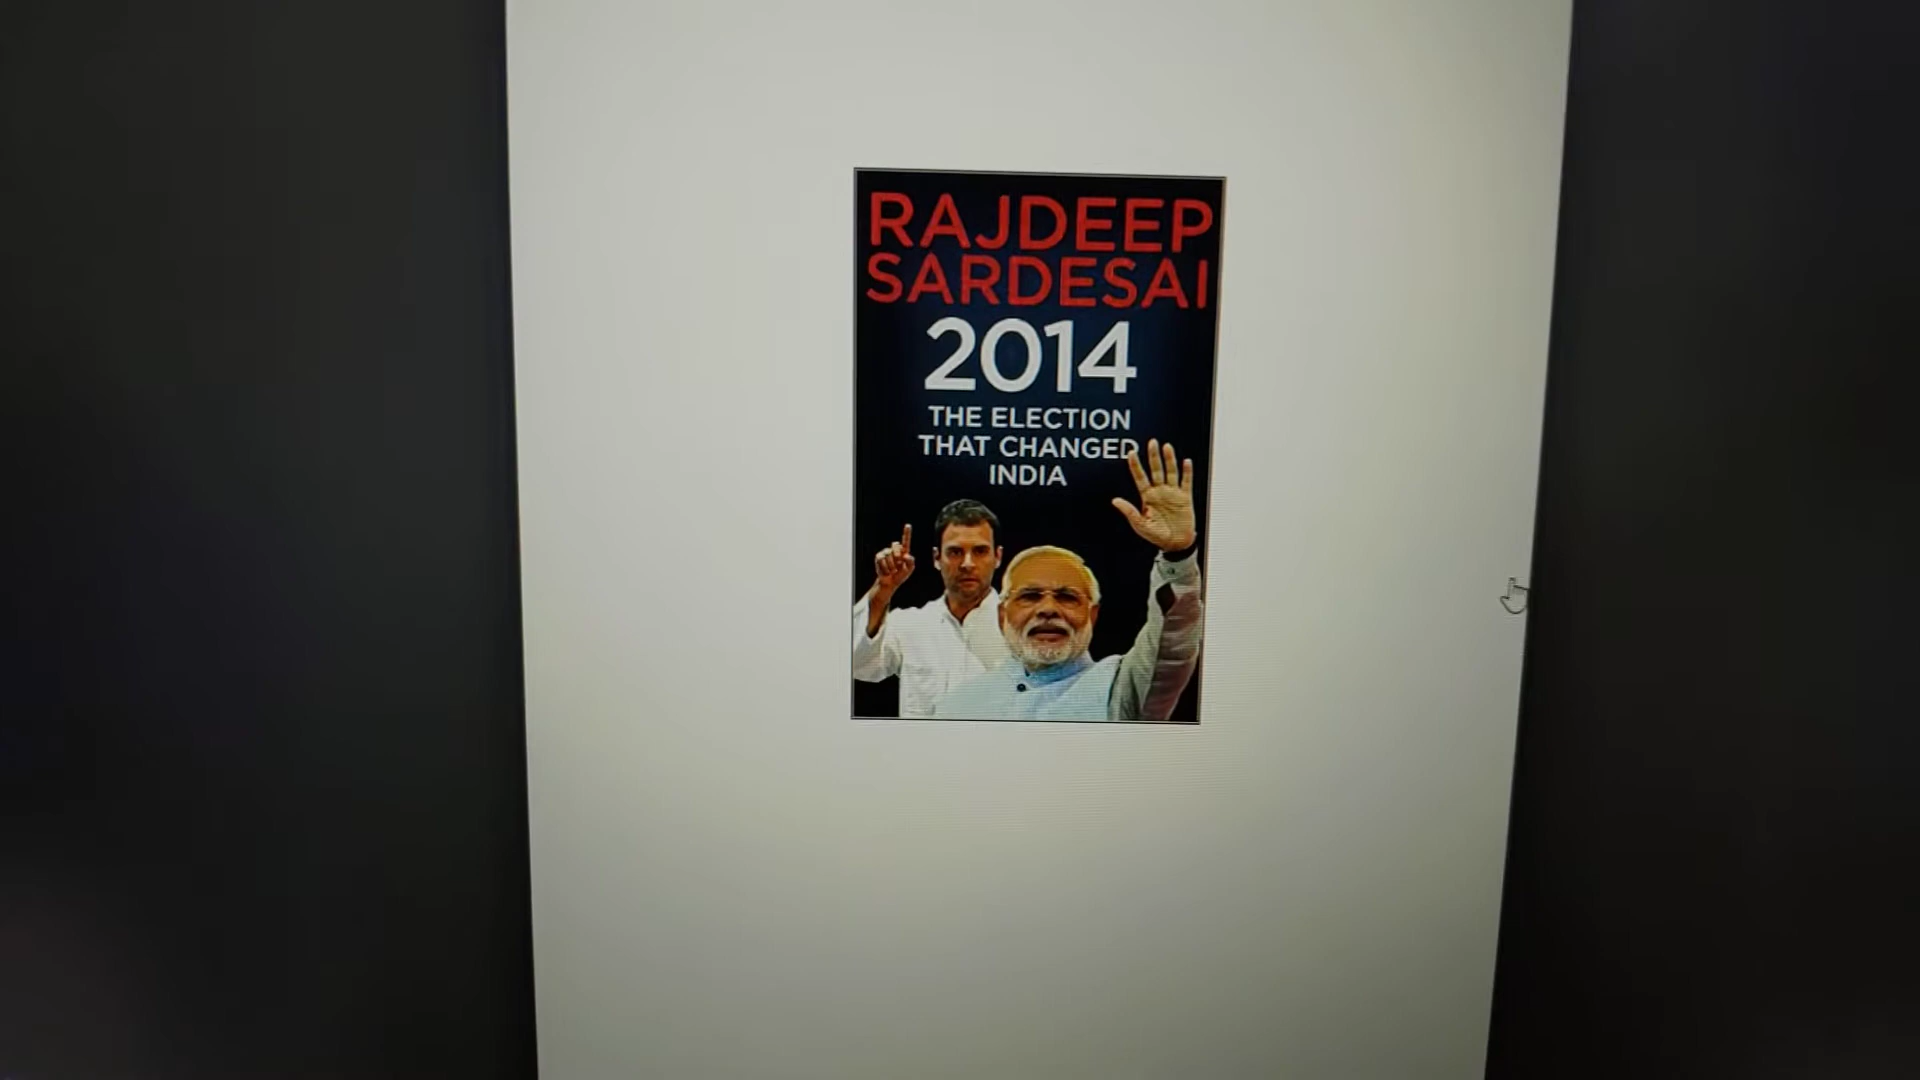 RAJDEEP
SARDESAI
2014
THE ELECTION
THAT CHANGED
INDIA